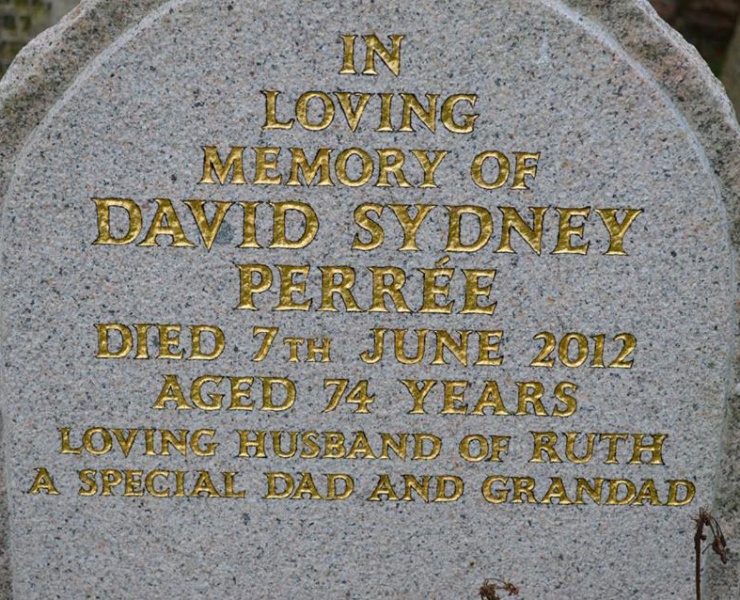 IN
LOVING
MEMORY OF
DAVID SYDNEY
PERRÉE
DIED 7TH JUNE 2012
AGED 74 YEARS
LOVING HUSBAND OF RUTH
A SPECIAL DAD AND GRANDAD